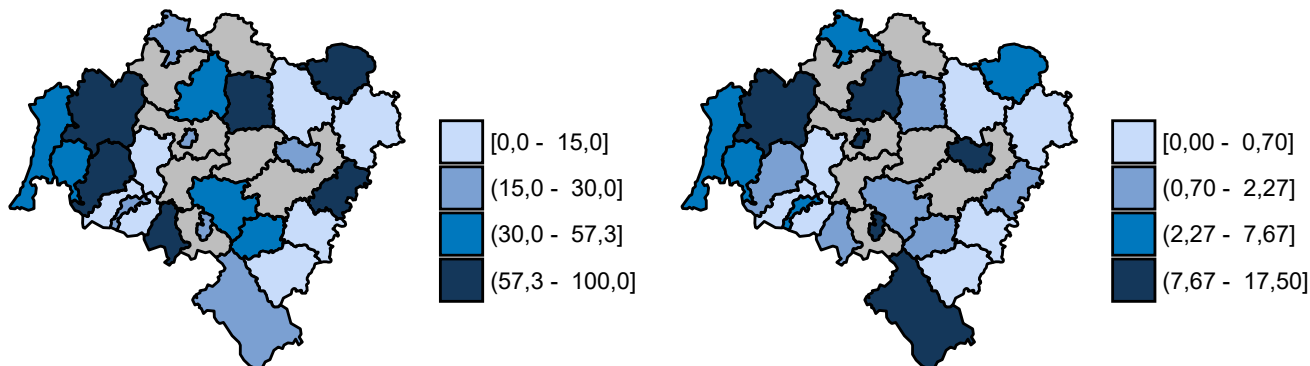 [0,0 - 15,0]
(15,0 - 30,0]
(30,0 - 57,3]
(57,3 - 100,0]
[0,00 - 0,70]
(0,70 - 2,27]
(2,27 - 7,67]
(7,67 - 17,50]